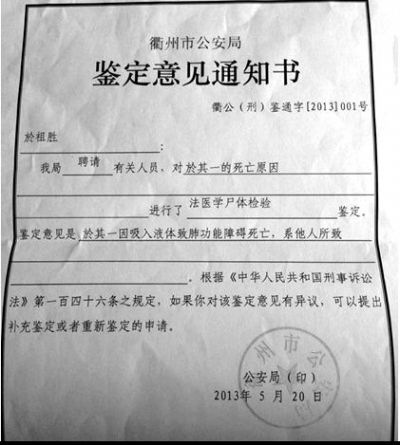 衢州市公安局
鉴定意见通知书
衢公（刑）鉴通字[2013]001号
於祖胜：
我局 聘请 有关人员，对於其一的死亡原因
进行了 法医学尸体检验 鉴定。
鉴定意见是 於其一因吸入液体致肺功能障碍死亡，系他人所致
。根据《中华人民共和国刑事诉讼
法》第一百四十六条之规定，如果你对该鉴定意见有异议，可以提出
补充鉴定或者重新鉴定的申请。
公安局（印）
2013年 5 月 20 日
州市公